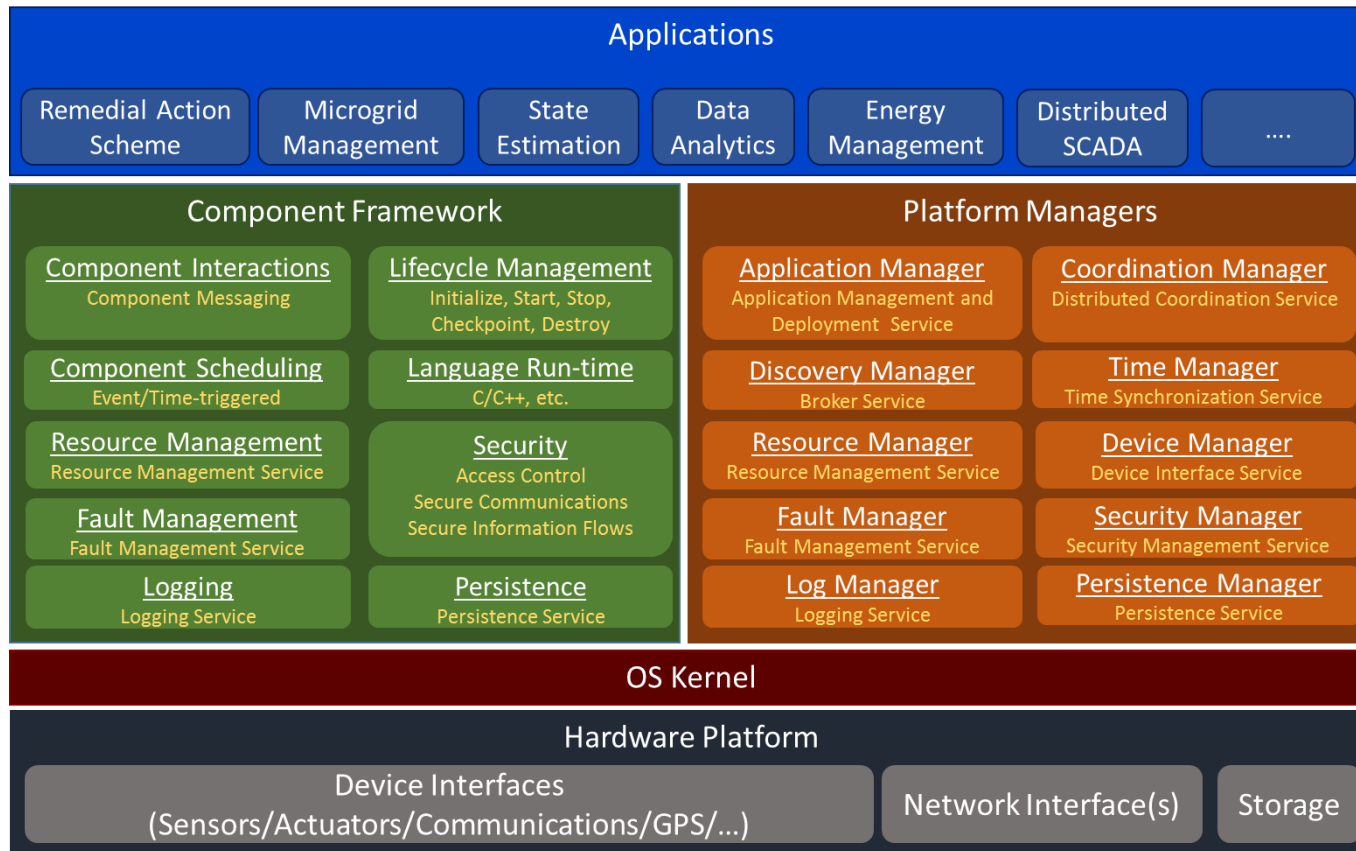 Applications
Remedial Action
Scheme
Microgrid
Management
State
Estimation
Data
Analytics
Energy
Management
Distributed
SCADA
....
Component Framework
Component Interactions
Component Messaging
Lifecycle Management
Initialize, Start, Stop,
Checkpoint, Destroy
Component Scheduling
Event/Time-triggered
Language Run-time
C/C++, etc.
Resource Management
Resource Management Service
Security
Access Control
Secure Communications
Secure Information Flows
Fault Management
Fault Management Service
Logging
Logging Service
Persistence
Persistence Service
Platform Managers
Application Manager
Application Management and
Deployment Service
Coordination Manager
Distributed Coordination Service
Discovery Manager
Broker Service
Time Manager
Time Synchronization Service
Resource Manager
Resource Management Service
Device Manager
Device Interface Service
Fault Manager
Fault Management Service
Security Manager
Security Management Service
Log Manager
Logging Service
Persistence Manager
Persistence Service
OS Kernel
Hardware Platform
Device Interfaces
(Sensors/Actuators/Communications/GPS/...)
Network Interface(s)
Storage